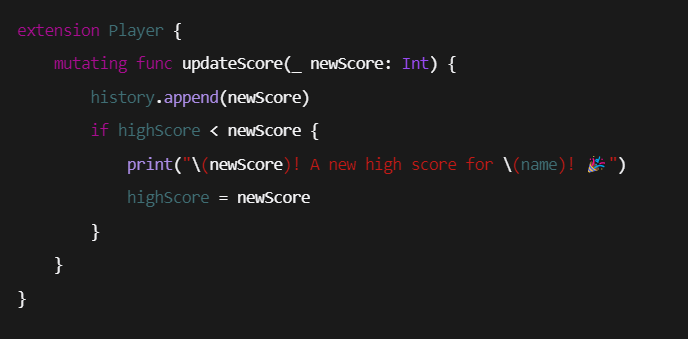 extension Player {
    mutating func updateScore(_ newScore: Int) {
        history.append(newScore)
        if highScore < newScore {
            print("\(newScore)! A new high score for \(name)! 🎉")
            highScore = newScore
        }
    }
}